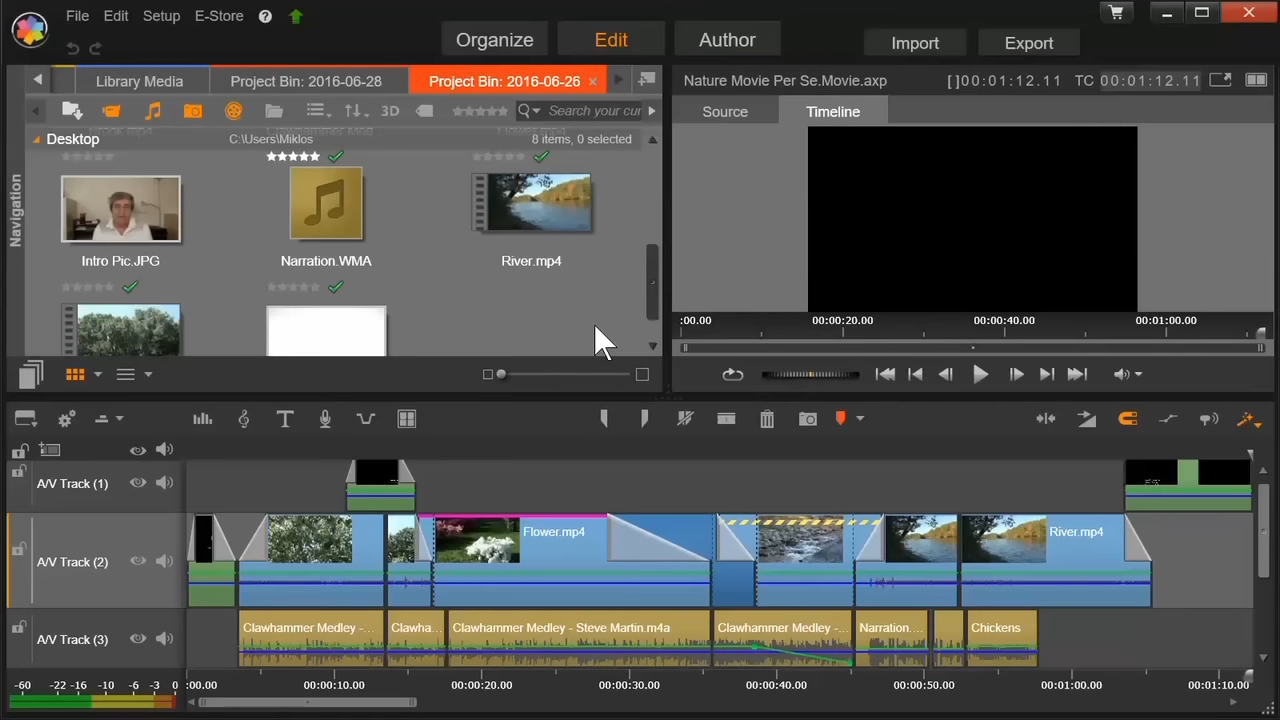 File Edit Setup E-Store ?
Organize Edit Author Import Export
Library Media Project Bin: 2016-06-28 Project Bin: 2016-06-26 ×
Nature Movie Per Se.Movie.axp [ ] 00:01:12.11 TC 00:01:12.11
3D Search your cur
Source Timeline
Desktop C:\Users\Miklos 8 items, 0 selected
Navigation
Intro Pic.JPG Narration.WMA River.mp4
:00.00 00:00:20.00 00:00:40.00 00:01:00.00
A/V Track (1)
A/V Track (2) Flower.mp4 River.mp4
A/V Track (3) Clawhammer Medley -... Clawha... Clawhammer Medley - Steve Martin.m4a Clawhammer Medley -... Narration.... Chickens
-60 -22 -16 -10 -6 -3 0 :00.00 00:00:10.00 00:00:20.00 00:00:30.00 00:00:40.00 00:00:50.00 00:01:00.00 00:01:10.00